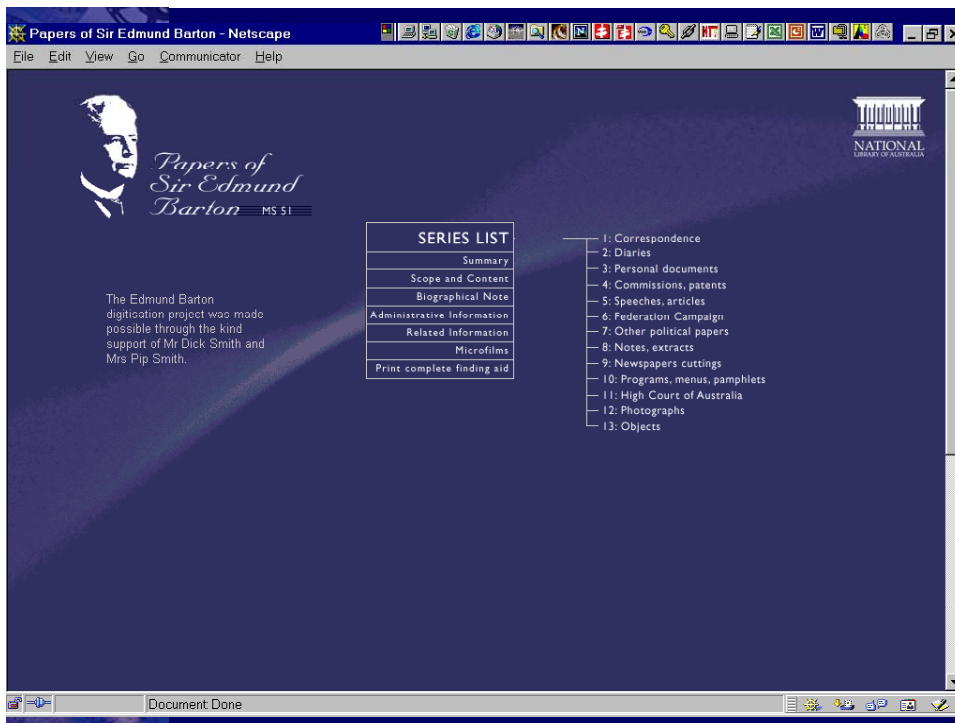 Papers of Sir Edmund Barton - Netscape
File Edit View Go Communicator Help
Papers of
Sir Edmund
Barton MS 51
NATIONAL
LIBRARY OF AUSTRALIA
SERIES LIST
Summary
Scope and Content
Biographical Note
Administrative Information
Related Information
Microfilms
Print complete finding aid
1: Correspondence
2: Diaries
3: Personal documents
4: Commissions, patents
5: Speeches, articles
6: Federation Campaign
7: Other political papers
8: Notes, extracts
9: Newspapers cuttings
10: Programs, menus, pamphlets
11: High Court of Australia
12: Photographs
13: Objects
The Edmund Barton
digitisation project was made
possible through the kind
support of Mr Dick Smith and
Mrs Pip Smith.
Document: Done